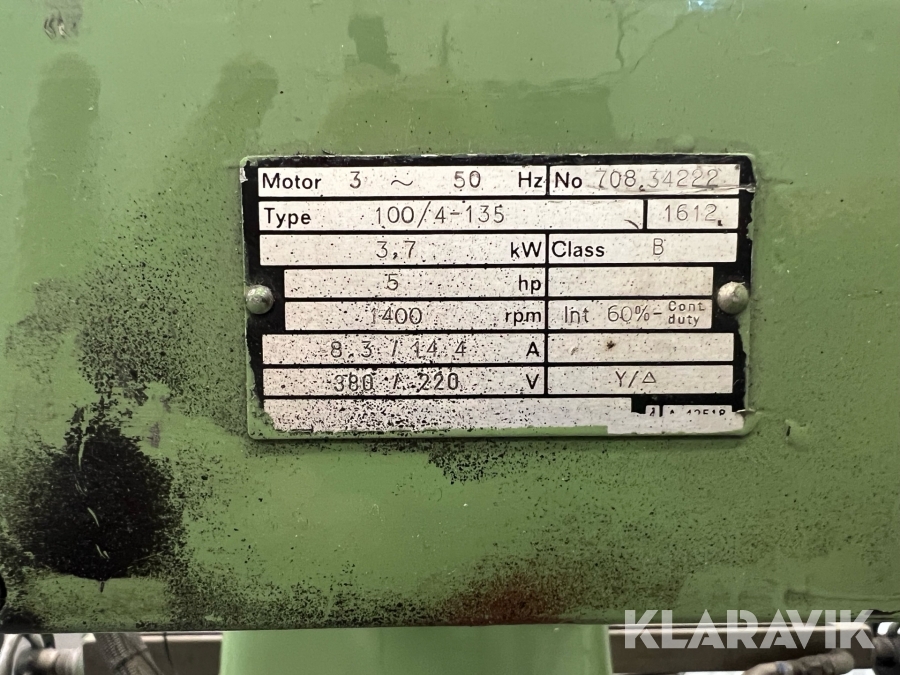 Motor 3 ~ 50 Hz No 708.34222
Type 100/4-135 1612
3,7 kW Class B
5 hp
1400 rpm Int 60%-Cont. duty
8.3 / 14.4 A
380 / 220 V Y/△
KLARAVIK